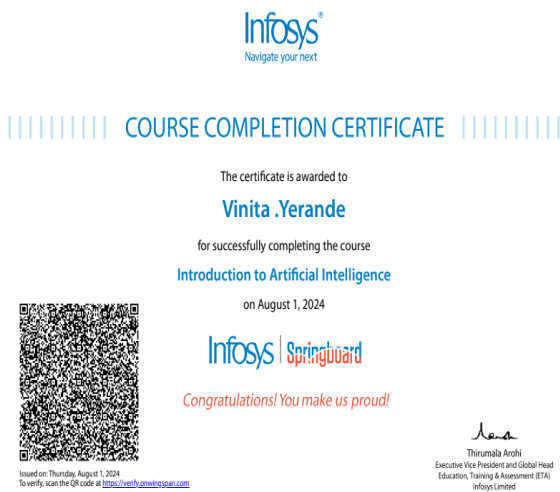 Infosys®
Navigate your next
COURSE COMPLETION CERTIFICATE
The certificate is awarded to
Vinita .Yerande
for successfully completing the course
Introduction to Artificial Intelligence
on August 1, 2024
Infosys | Springboard
Congratulations! You make us proud!
Issued on: Thursday, August 1, 2024
To verify, scan the QR code at https://verify.onwingspan.com
Thirumala Arohi
Executive Vice President and Global Head
Education, Training & Assessment (ETA)
Infosys Limited